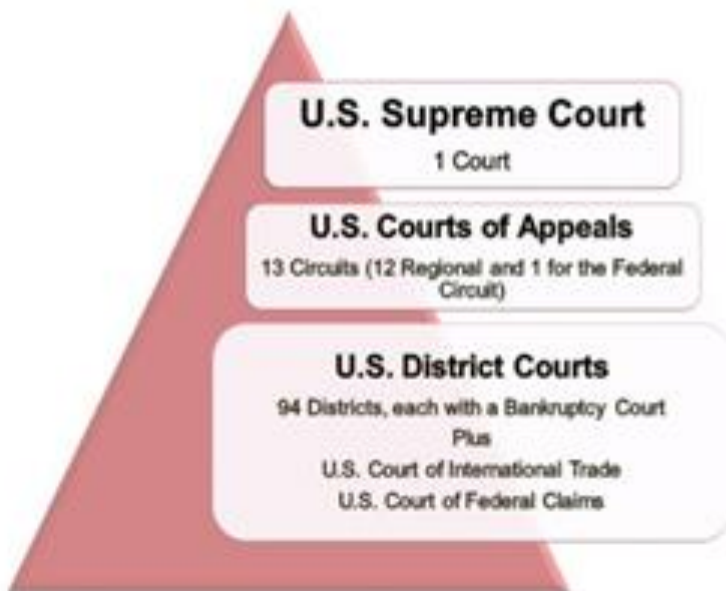 U.S. Supreme Court
1 Court
U.S. Courts of Appeals
13 Circuits (12 Regional and 1 for the Federal
Circuit)
U.S. District Courts
94 Districts, each with a Bankruptcy Court
Plus
U.S. Court of International Trade
U.S. Court of Federal Claims